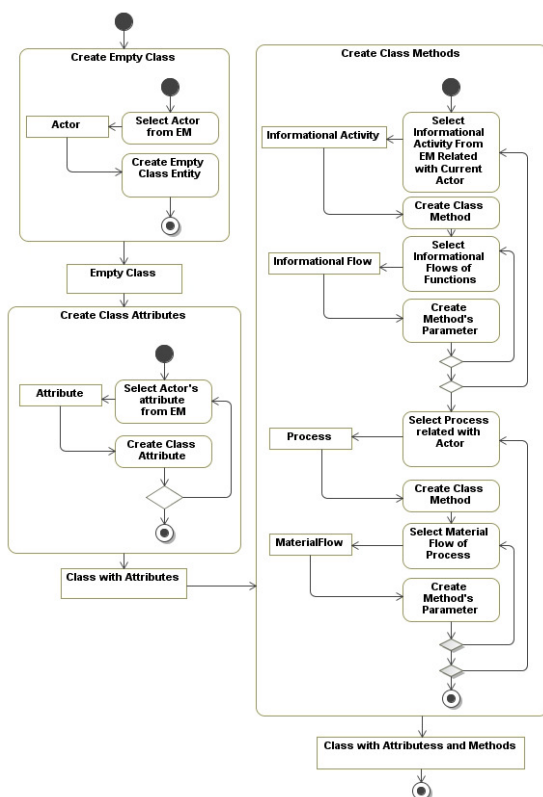 Create Empty Class
Select Actor
from EM
Actor
Create Empty
Class Entity
Empty Class
Create Class Attributes
Select Actor's
attribute
from EM
Attribute
Create Class
Attribute
Class with Attributes
Create Class Methods
Select
Informational
Activity From
EM Related
with Current
Actor
Informational Activity
Create Class
Method
Select
Informational
Flows of
Functions
Informational Flow
Create
Method's
Parameter
Select Process
related with
Actor
Process
Create Class
Method
Select Material
Flow of
Process
MaterialFlow
Create
Method's
Parameter
Class with Attributess and Methods